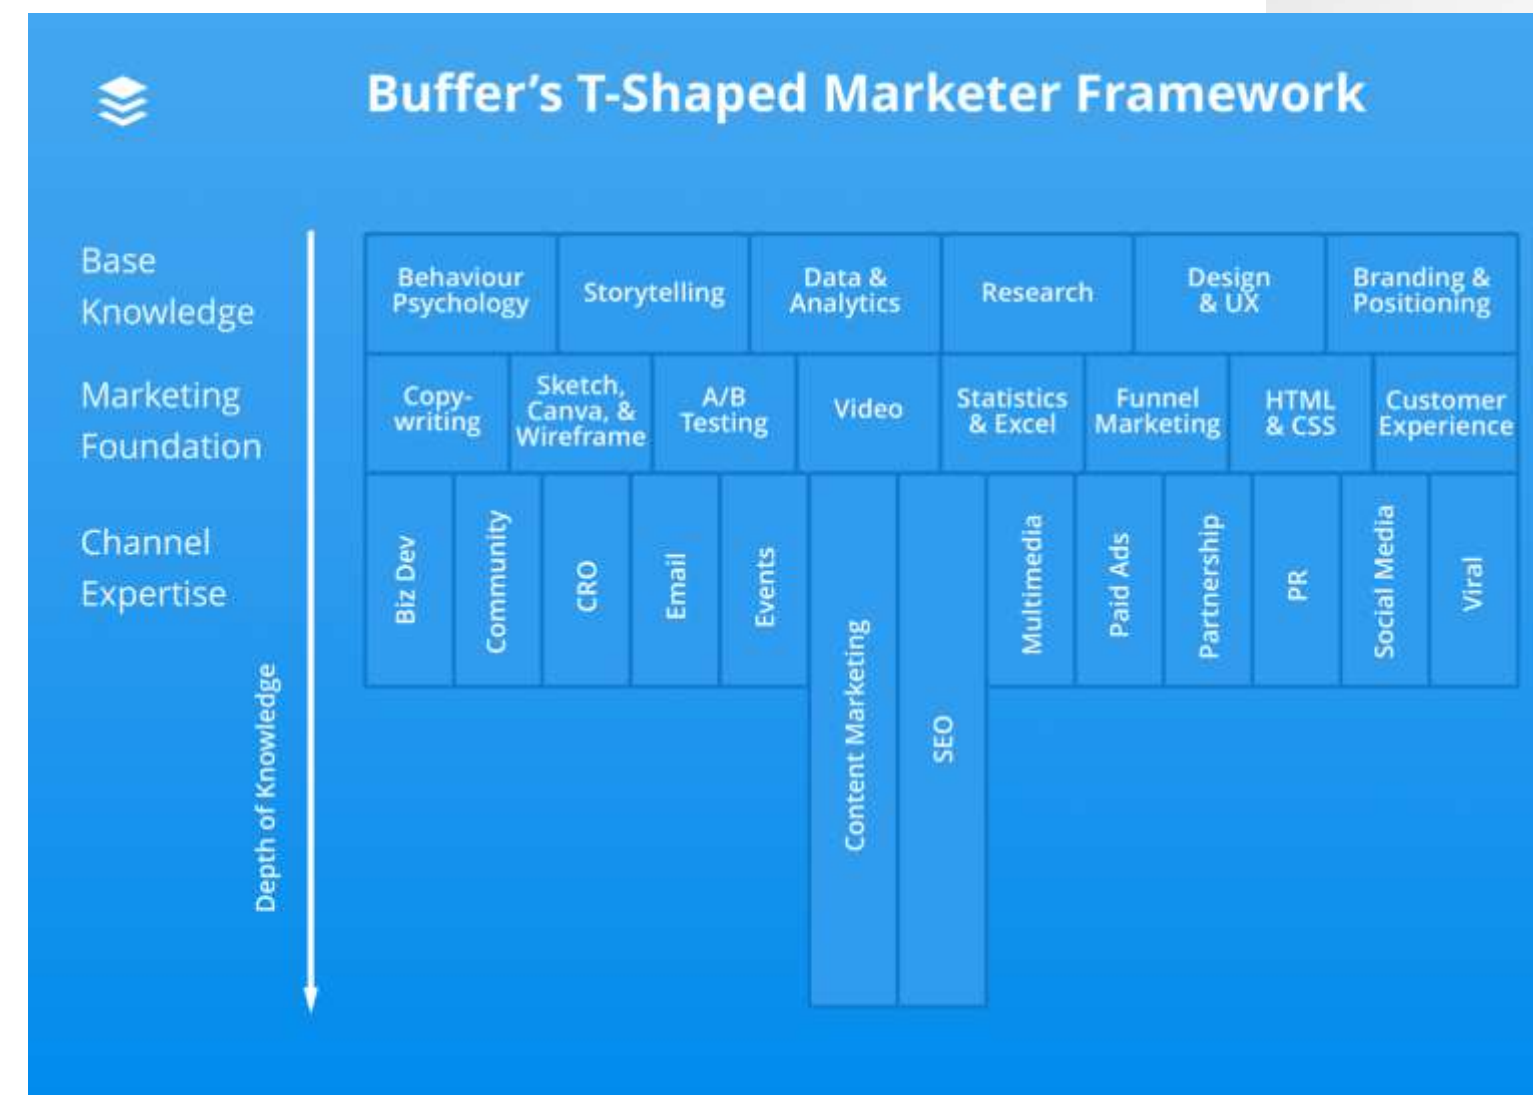 Buffer’s T-Shaped Marketer Framework
Base
Knowledge
Behaviour
Psychology
Storytelling
Data &
Analytics
Research
Design
& UX
Branding &
Positioning
Marketing
Foundation
Copy-
writing
Sketch,
Canva, &
Wireframe
A/B
Testing
Video
Statistics
& Excel
Funnel
Marketing
HTML
& CSS
Customer
Experience
Channel
Expertise
Biz Dev
Community
CRO
Email
Events
Content Marketing
SEO
Multimedia
Paid Ads
Partnership
PR
Social Media
Viral
Depth of Knowledge